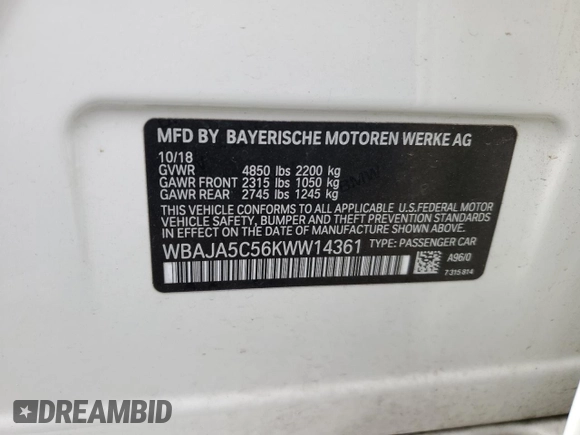 MFD BY BAYERISCHE MOTOREN WERKE AG
10/18
GVWR 4850 lbs 2200 kg
GAWR FRONT 2315 lbs 1050 kg
GAWR REAR 2745 lbs 1245 kg
THIS VEHICLE CONFORMS TO ALL APPLICABLE U.S.FEDERAL MOTOR
VEHICLE SAFETY, BUMPER AND THEFT PREVENTION STANDARDS
IN EFFECT ON THE DATE OF MANUFACTURE SHOWN ABOVE.
WBAJA5C56KWW14361 TYPE: PASSENGER CAR
A96/0
7315814
DREAMBID